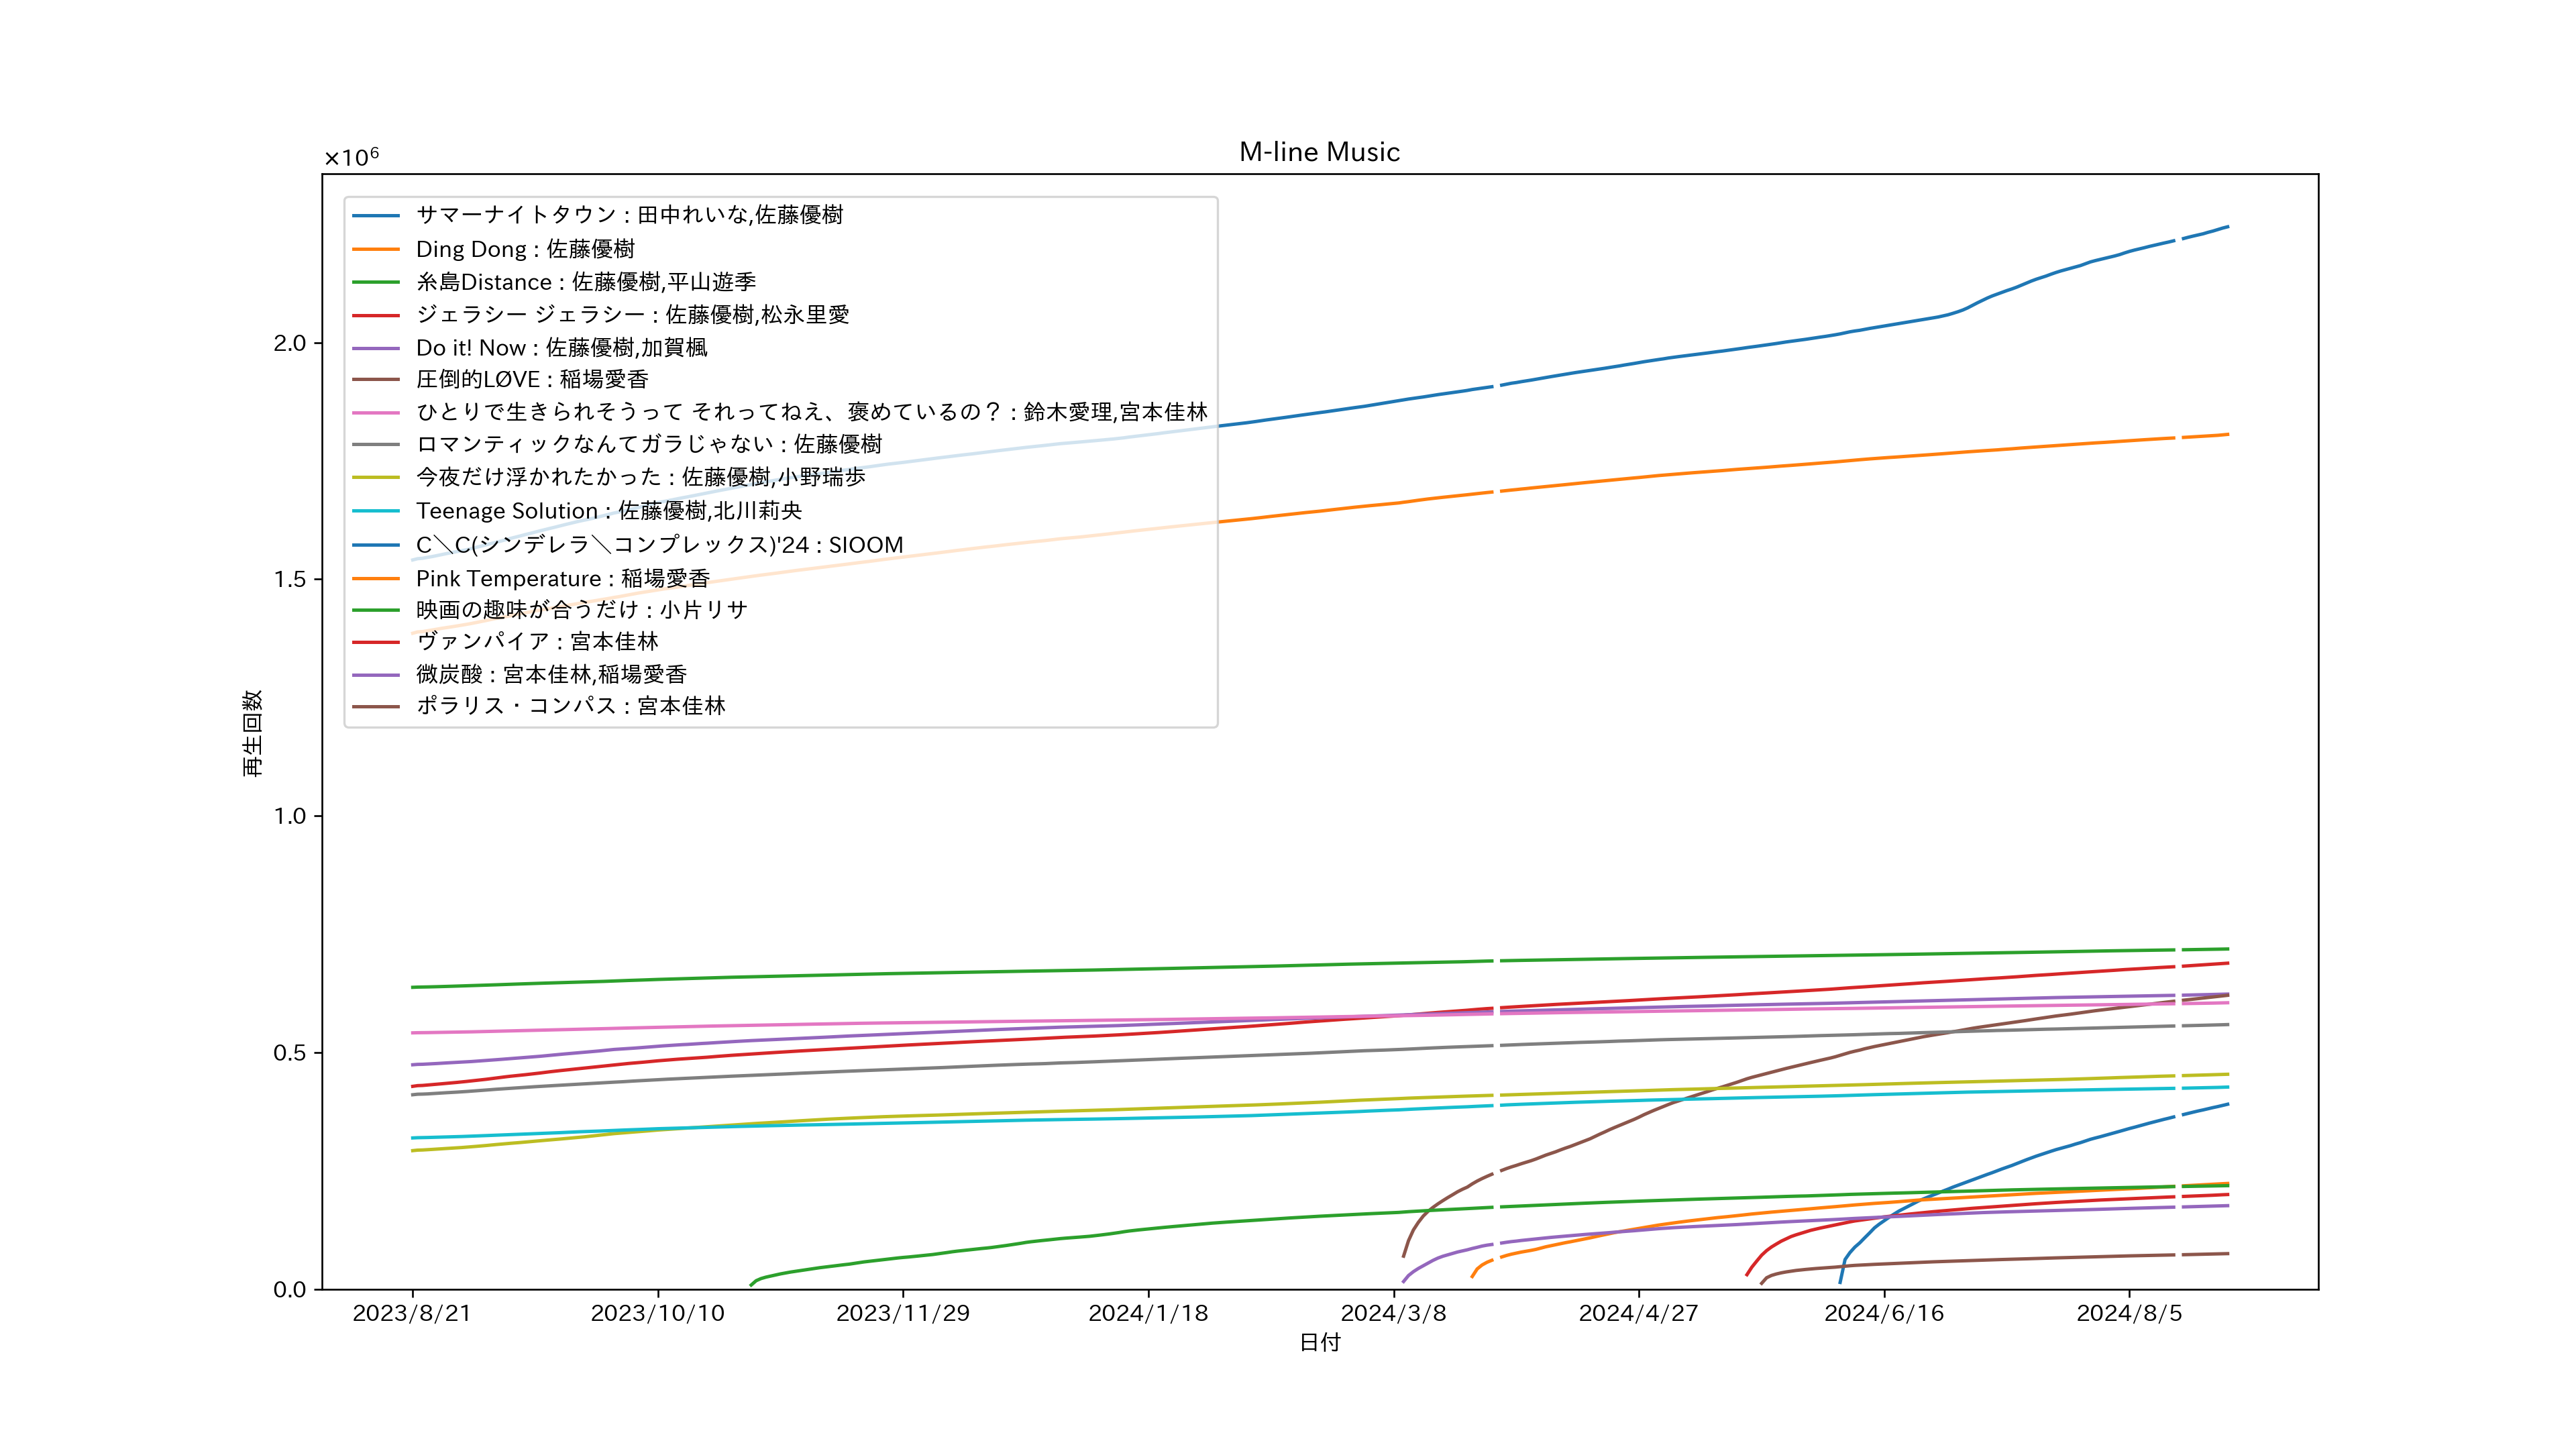 M-line Music
×10⁶
サマーナイトタウン : 田中れいな,佐藤優樹
Ding Dong : 佐藤優樹
糸島Distance : 佐藤優樹,平山遊季
ジェラシー ジェラシー : 佐藤優樹,松永里愛
Do it! Now : 佐藤優樹,加賀楓
圧倒的LØVE : 稲場愛香
ひとりで生きられそうって それってねえ、褒めているの？ : 鈴木愛理,宮本佳林
ロマンティックなんてガラじゃない : 佐藤優樹
今夜だけ浮かれたかった : 佐藤優樹,小野瑞歩
Teenage Solution : 佐藤優樹,北川莉央
C＼C(シンデレラ＼コンプレックス)'24 : SIOOM
Pink Temperature : 稲場愛香
映画の趣味が合うだけ : 小片リサ
ヴァンパイア : 宮本佳林
微炭酸 : 宮本佳林,稲場愛香
ポラリス・コンパス : 宮本佳林
2.0
1.5
1.0
0.5
0.0
再生回数
2023/8/21 2023/10/10 2023/11/29 2024/1/18 2024/3/8 2024/4/27 2024/6/16 2024/8/5
日付